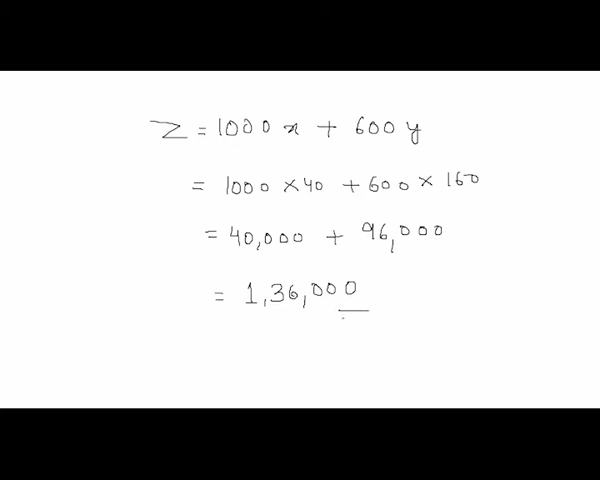 Z = 1000 x + 600 y
= 1000 × 40 + 600 × 160
= 40,000 + 96,000
= 1,36,000